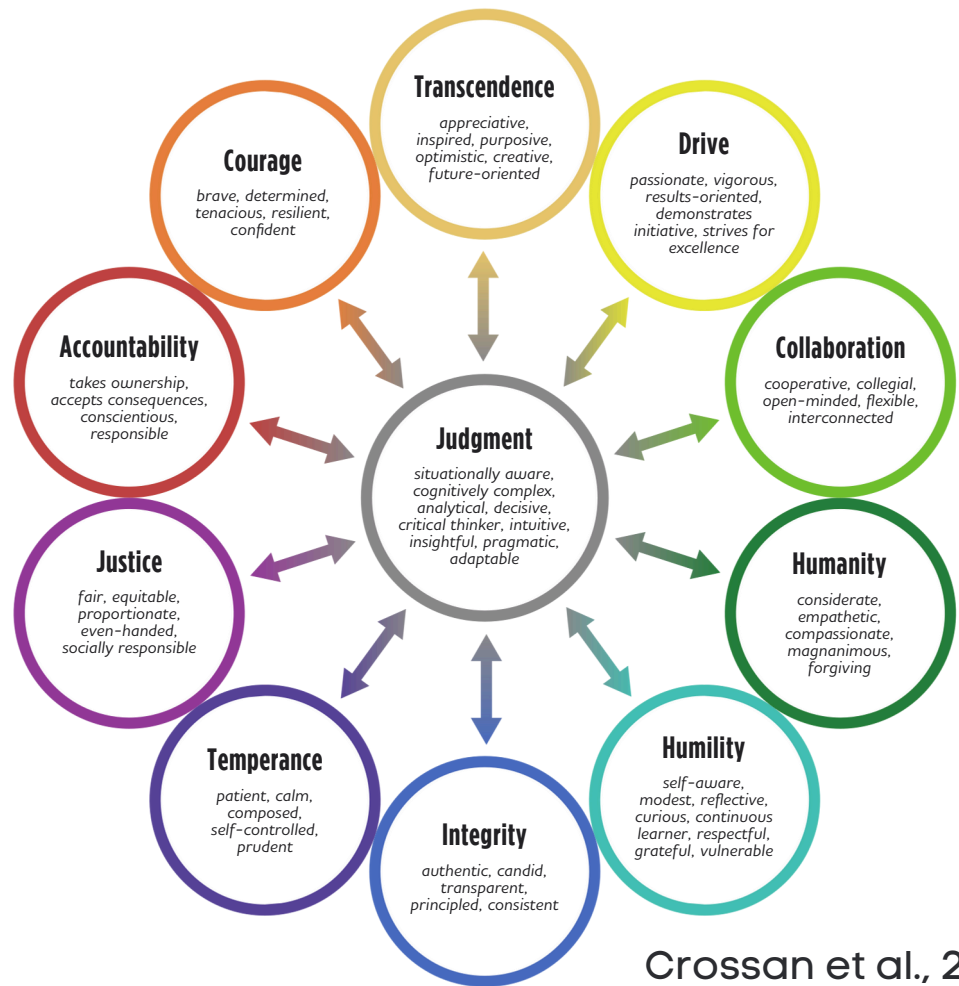 Transcendence
appreciative,
inspired, purposive,
optimistic, creative,
future-oriented
Drive
passionate, vigorous,
results-oriented,
demonstrates
initiative, strives for
excellence
Collaboration
cooperative, collegial,
open-minded, flexible,
interconnected
Humanity
considerate,
empathetic,
compassionate,
magnanimous,
forgiving
Humility
self-aware,
modest, reflective,
curious, continuous
learner, respectful,
grateful, vulnerable
Integrity
authentic, candid,
transparent,
principled, consistent
Temperance
patient, calm,
composed,
self-controlled,
prudent
Justice
fair, equitable,
proportionate,
even-handed,
socially responsible
Accountability
takes ownership,
accepts consequences,
conscientious,
responsible
Courage
brave, determined,
tenacious, resilient,
confident
Judgment
situationally aware,
cognitively complex,
analytical, decisive,
critical thinker, intuitive,
insightful, pragmatic,
adaptable
Crossan et al., 2